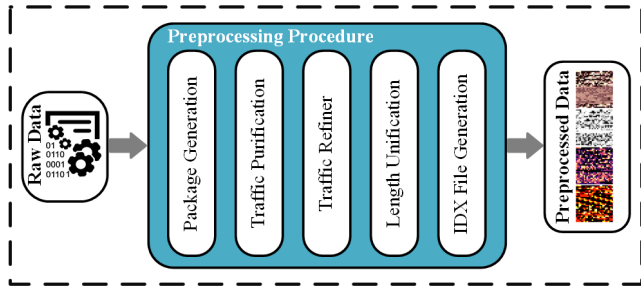 Preprocessing Procedure
Raw Data
01
0110
0001
01101
Package Generation
Traffic Purification
Traffic Refiner
Length Unification
IDX File Generation
Preprocessed Data